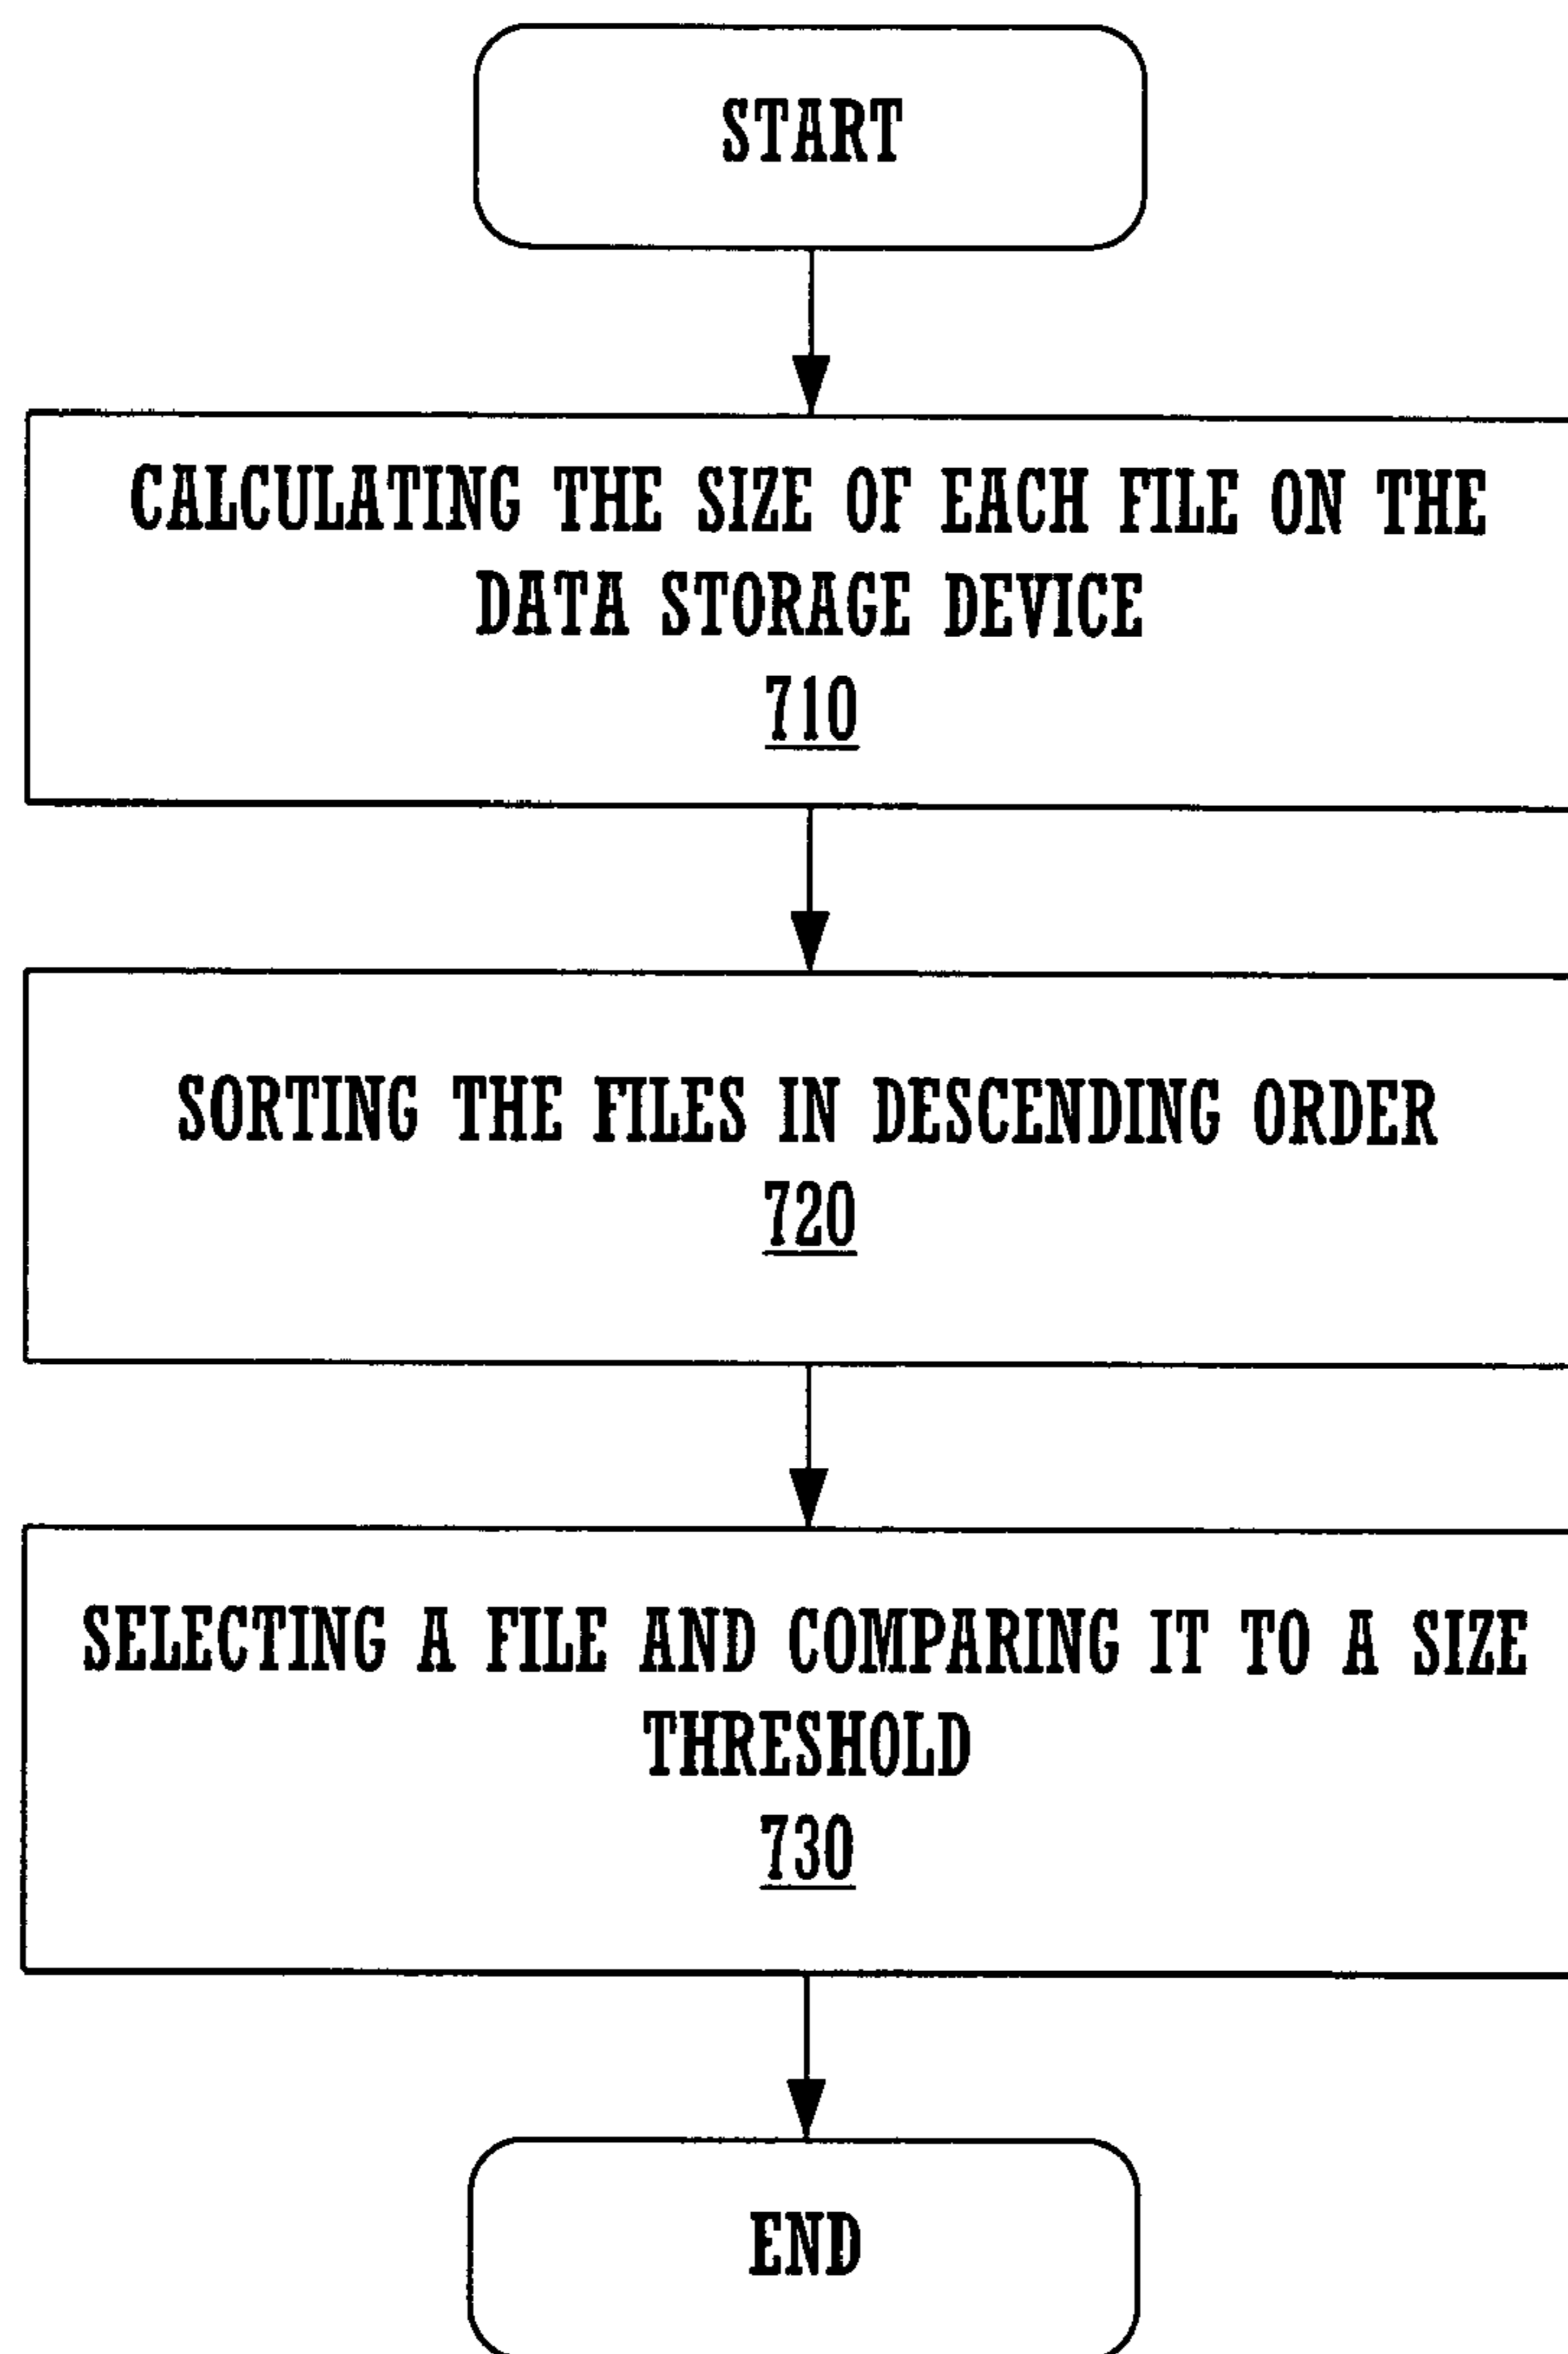 START
CALCULATING THE SIZE OF EACH FILE ON THE
DATA STORAGE DEVICE
710
SORTING THE FILES IN DESCENDING ORDER
720
SELECTING A FILE AND COMPARING IT TO A SIZE
THRESHOLD
730
END